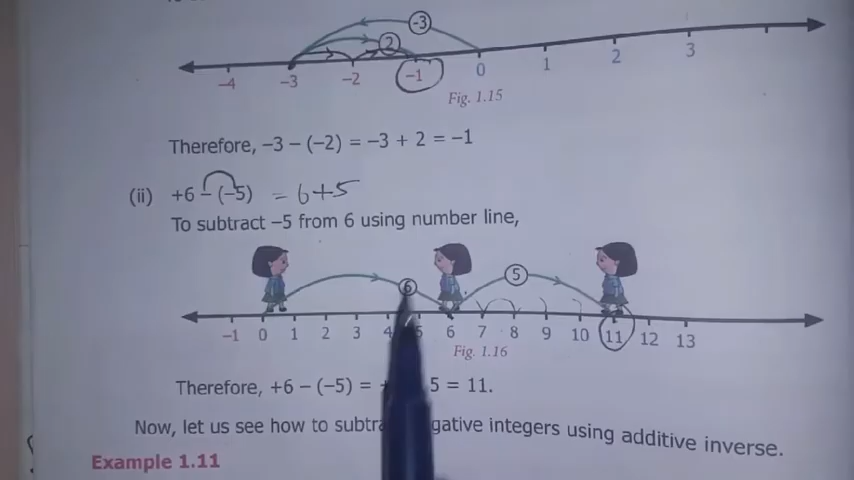 -3
2
-4 -3 -2 -1 0 1 2 3
Fig. 1.15
Therefore, -3 - (-2) = -3 + 2 = -1
(ii) +6 - (-5) = 6+5
To subtract -5 from 6 using number line,
6 5
-1 0 1 2 3 4 5 6 7 8 9 10 11 12 13
Fig. 1.16
Therefore, +6 - (-5) = 5 = 11.
Now, let us see how to integers using additive inverse.
Example 1.11